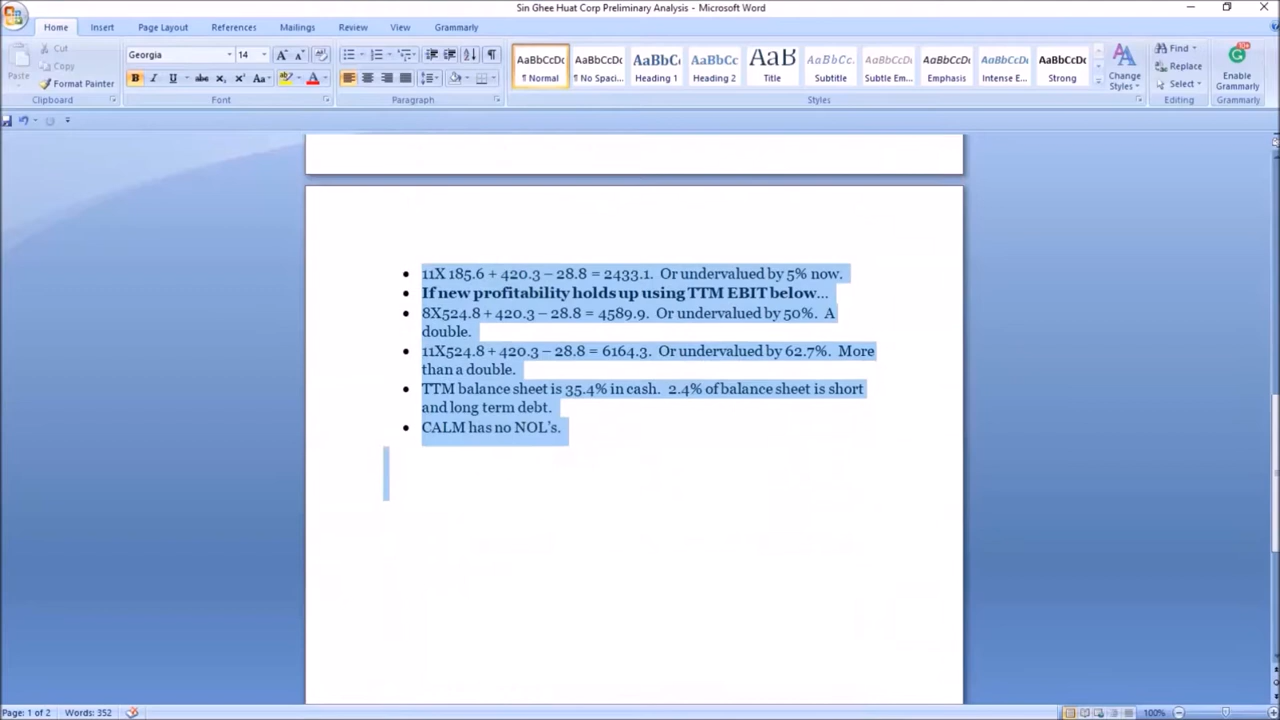 Sin Ghee Huat Corp Preliminary Analysis - Microsoft Word
Home Insert Page Layout References Mailings Review View Grammarly
Paste
Cut
Copy
Format Painter
Clipboard
Georgia 14
Font
Paragraph
AaBbCcDc AaBbCcDc AaBbC AaBbCc AaB AaBbCc. AaBbCcDc AaBbCcDc AaBbCcDc AaBbCcDc
¶ Normal ¶ No Spaci... Heading 1 Heading 2 Title Subtitle Subtle Em... Emphasis Intense E... Strong
Change Styles
Styles
Find
Replace
Select
Editing
Enable Grammarly
Grammarly
• 11X 185.6 + 420.3 – 28.8 = 2433.1. Or undervalued by 5% now.
• If new profitability holds up using TTM EBIT below...
• 8X524.8 + 420.3 – 28.8 = 4589.9. Or undervalued by 50%. A
double.
• 11X524.8 + 420.3 – 28.8 = 6164.3. Or undervalued by 62.7%. More
than a double.
• TTM balance sheet is 35.4% in cash. 2.4% of balance sheet is short
and long term debt.
• CALM has no NOL's.
Page: 1 of 2 Words: 352 100%